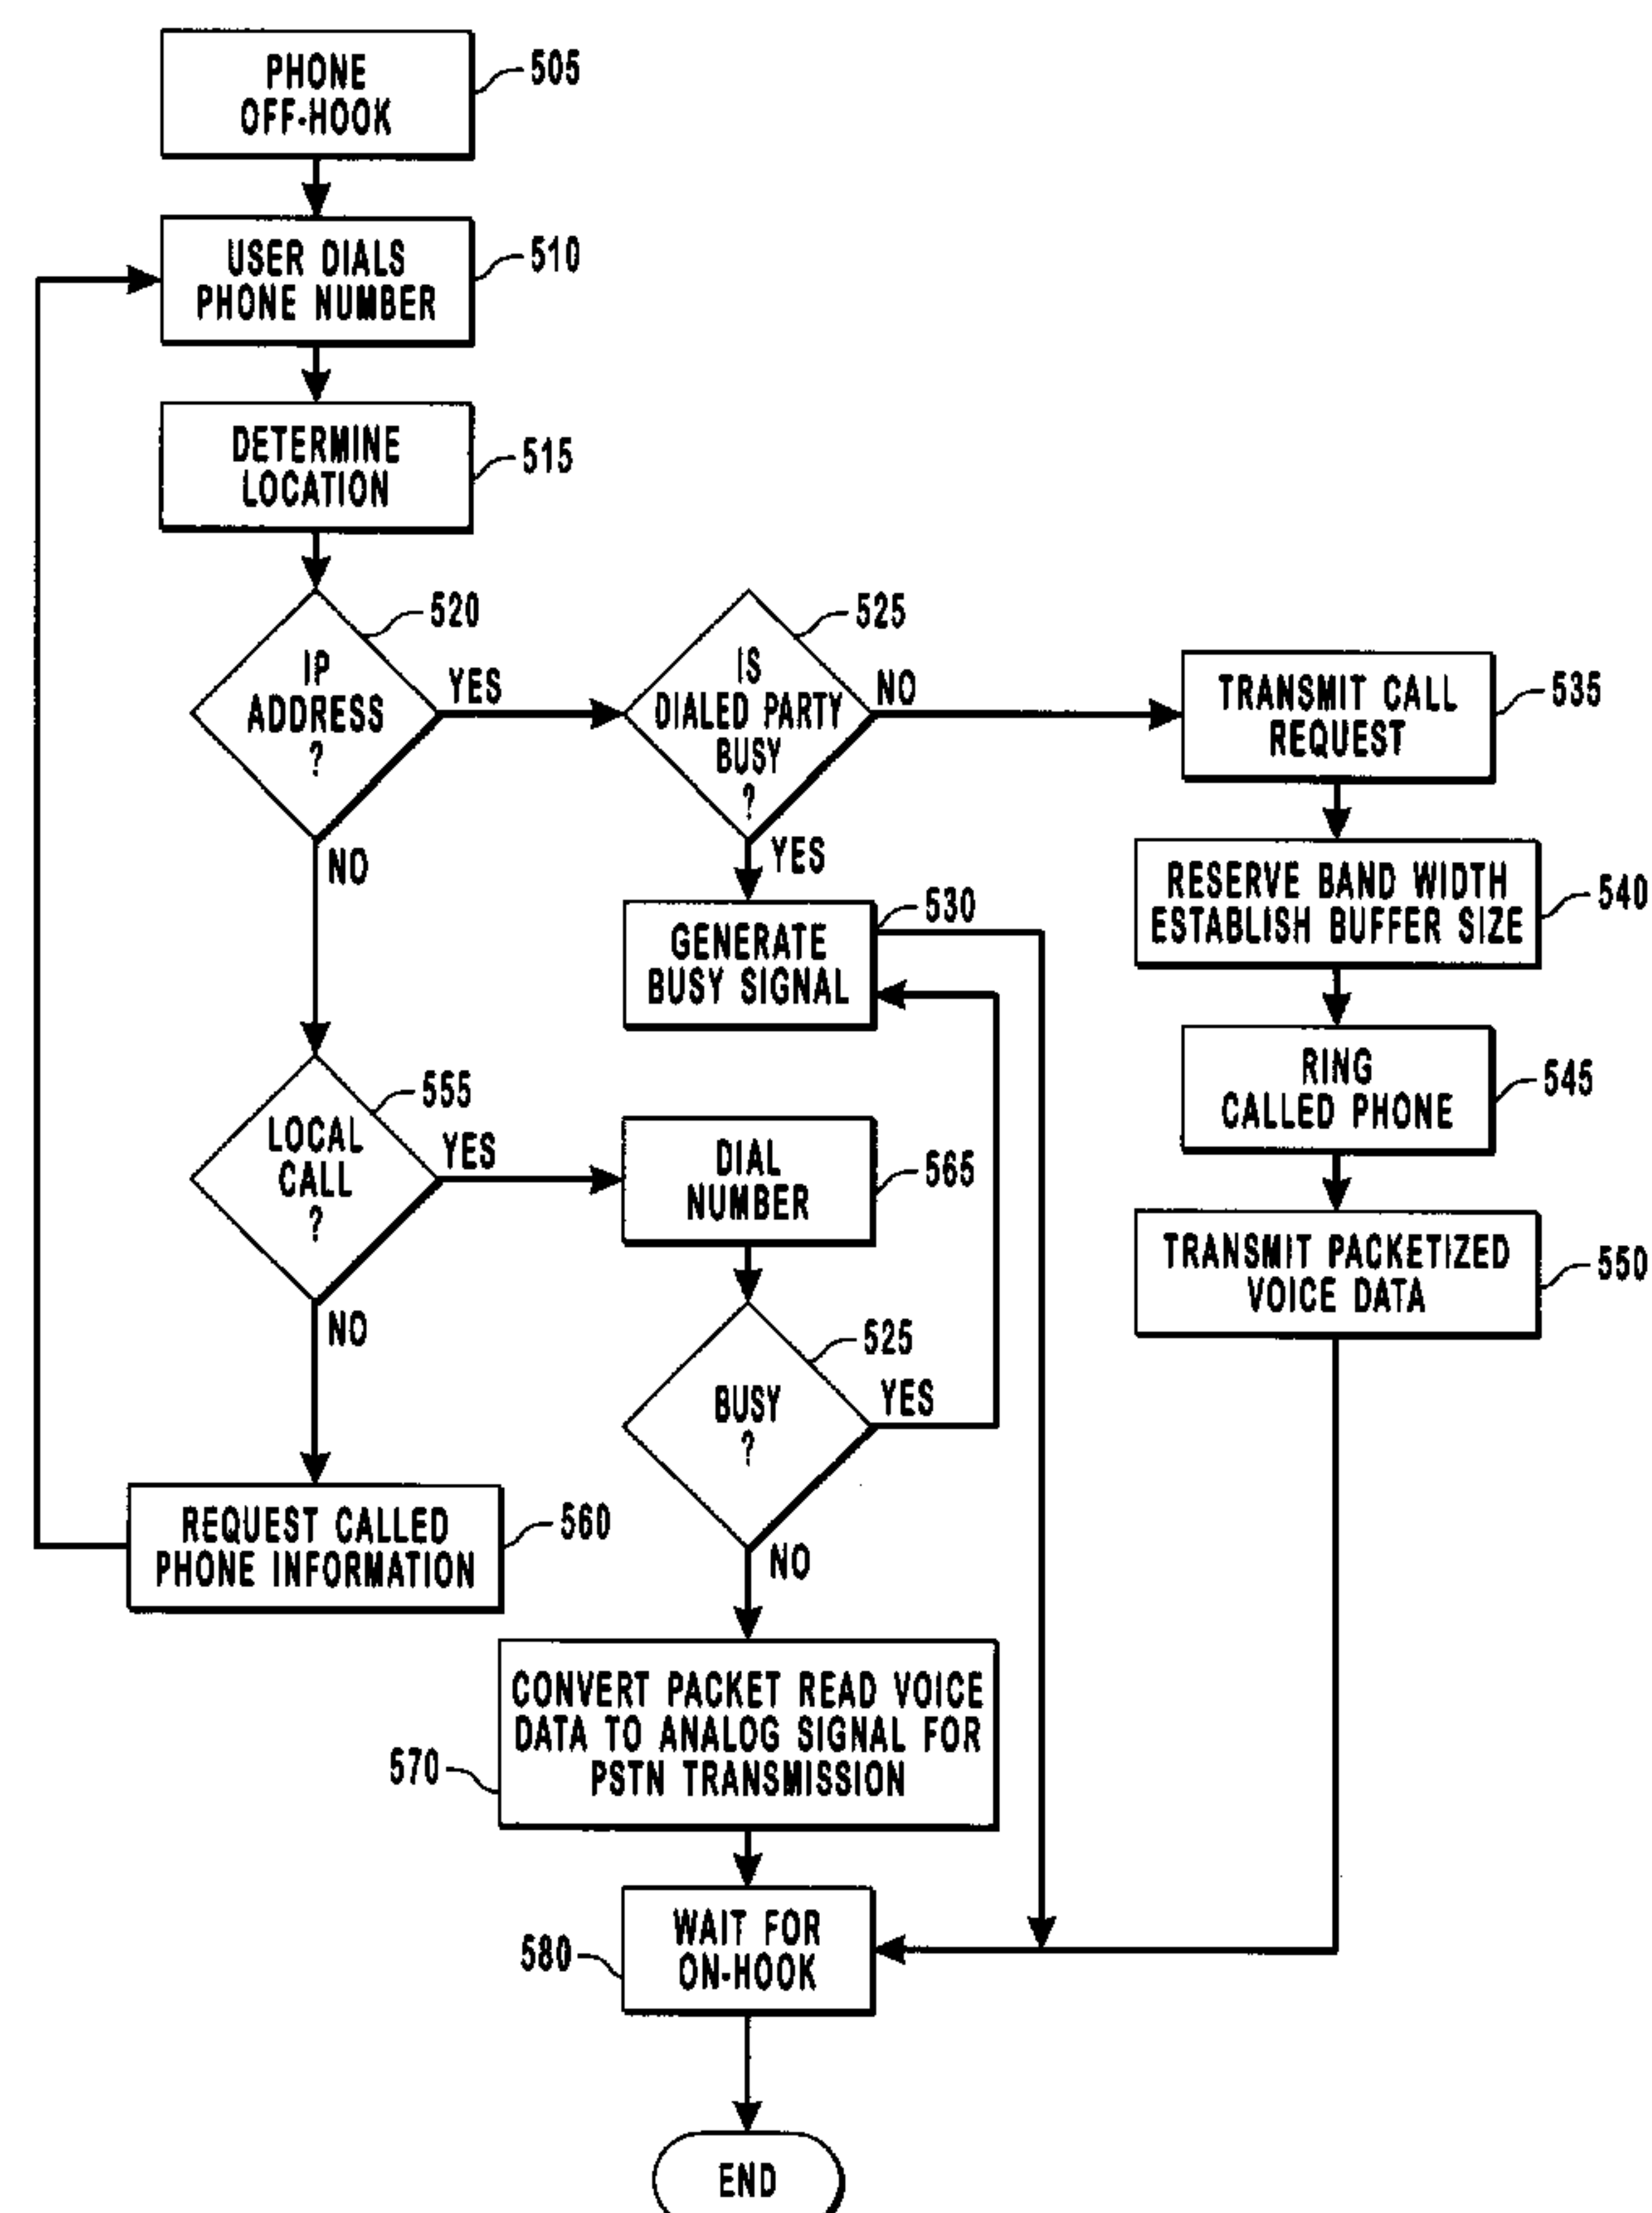 PHONE
OFF-HOOK
505
USER DIALS
PHONE NUMBER
510
DETERMINE
LOCATION
515
520
IP
ADDRESS
?
YES
NO
525
IS
DIALED PARTY
BUSY
?
NO
YES
TRANSMIT CALL
REQUEST
535
GENERATE
BUSY SIGNAL
530
RESERVE BAND WIDTH
ESTABLISH BUFFER SIZE
540
RING
CALLED PHONE
545
TRANSMIT PACKETIZED
VOICE DATA
550
555
LOCAL
CALL
?
YES
NO
DIAL
NUMBER
565
525
BUSY
?
YES
NO
REQUEST CALLED
PHONE INFORMATION
560
CONVERT PACKET READ VOICE
DATA TO ANALOG SIGNAL FOR
PSTN TRANSMISSION
570
WAIT FOR
ON-HOOK
580
END